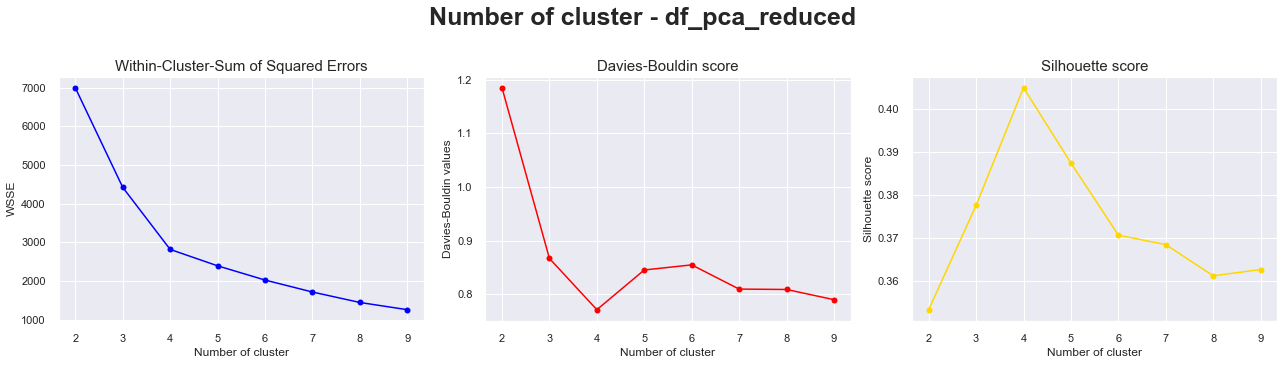 Number of cluster - df_pca_reduced
Within-Cluster-Sum of Squared Errors
WSSE
7000
6000
5000
4000
3000
2000
1000
2 3 4 5 6 7 8 9
Number of cluster
Davies-Bouldin score
Davies-Bouldin values
1.2
1.1
1.0
0.9
0.8
2 3 4 5 6 7 8 9
Number of cluster
Silhouette score
Silhouette score
0.40
0.39
0.38
0.37
0.36
2 3 4 5 6 7 8 9
Number of cluster